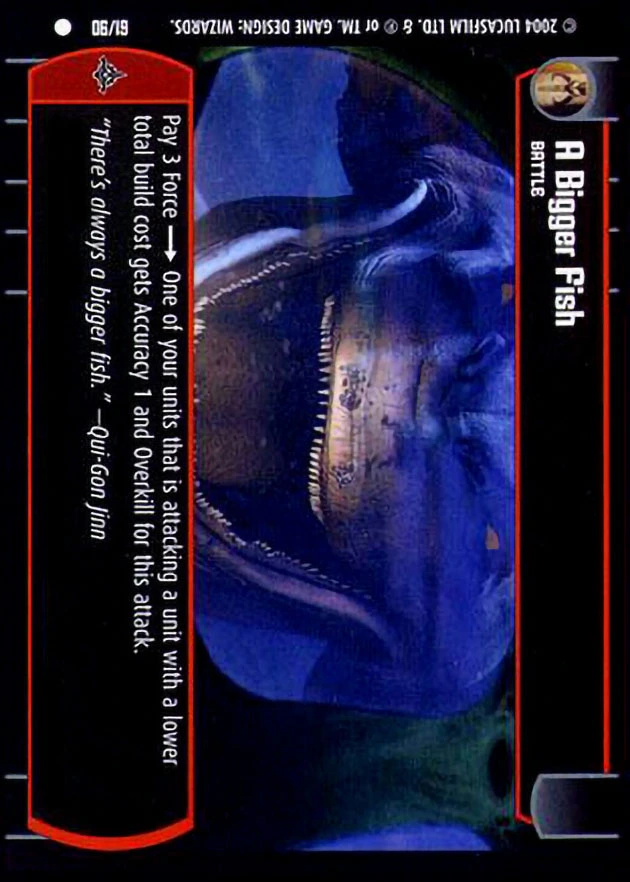 A Bigger Fish
BATTLE
Pay 3 Force → One of your units that is attacking a unit with a lower
total build cost gets Accuracy 1 and Overkill for this attack.
"There's always a bigger fish." —Qui-Gon Jinn
© 2004 LUCASFILM LTD. & ® or TM. GAME DESIGN: WIZARDS.
61/90